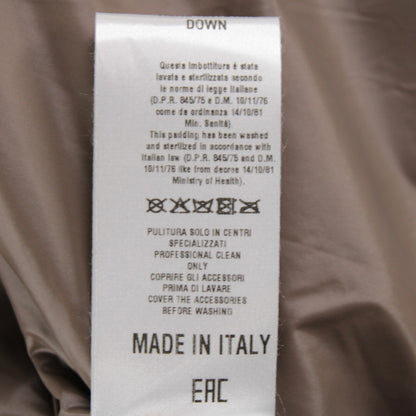 DOWN
Questa imbottitura è stata
lavata e sterilizzata secondo
le norme di legge Italiane
(D.P.R. 845/75 e D.M. 10/11/76
come da ordinanza 14/10/81
Min. Sanità).
This padding has been washed
and sterilized in accordance with
Italian law (D.P.R. 845/75 and D.M.
10/11/76 like from decree 14/10/81
Ministry of Health).
PULITURA SOLO IN CENTRI
SPECIALIZZATI
PROFESSIONAL CLEAN
ONLY
COPRIRE GLI ACCESSORI
PRIMA DI LAVARE
COVER THE ACCESSORIES
BEFORE WASHING
MADE IN ITALY
EAC